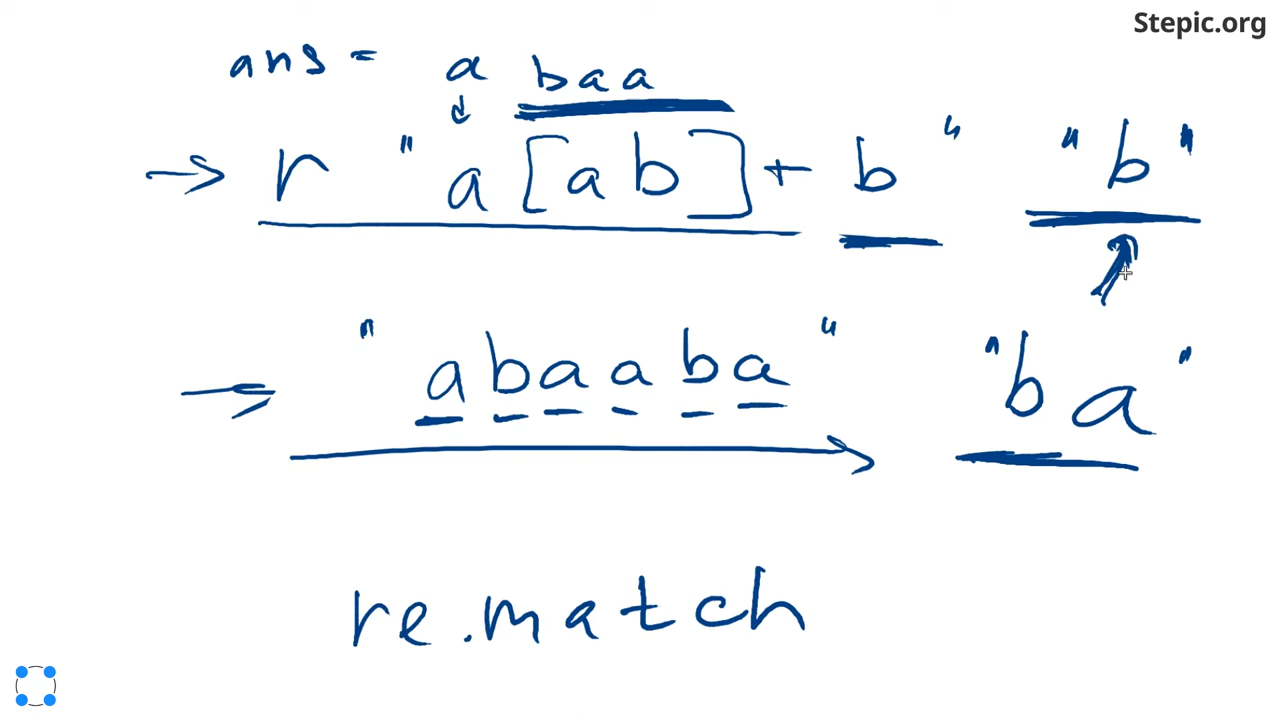 Stepic.org
ans = a baa
r "a[ab]+b" "b"
"abaaba" "ba"
re.match